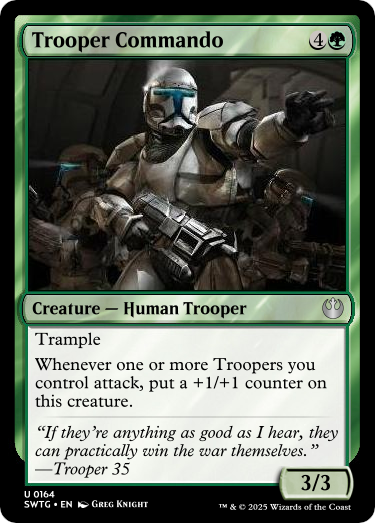 Trooper Commando 4
Creature — Human Trooper
Trample
Whenever one or more Troopers you
control attack, put a +1/+1 counter on
this creature.
“If they’re anything as good as I hear, they
can practically win the war themselves.”
—Trooper 35
3/3
U 0164
SWTG • EN Greg Knight
™ & © 2025 Wizards of the Coast